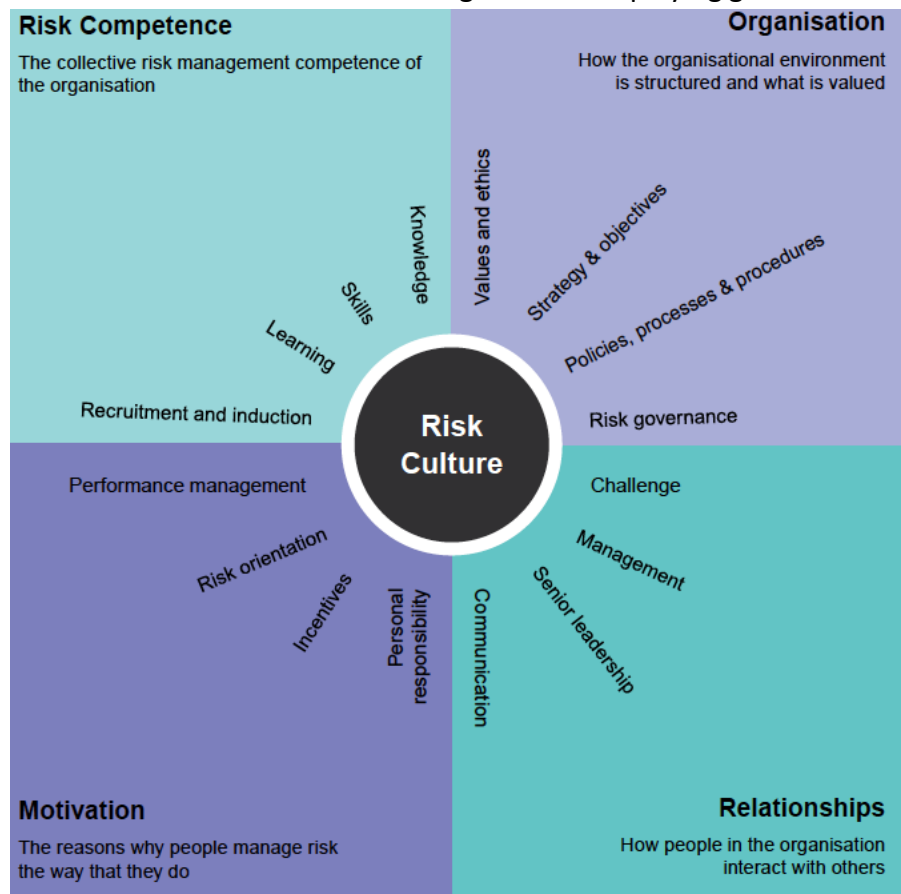 Risk Competence
The collective risk management competence of
the organisation
Organisation
How the organisational environment
is structured and what is valued
Knowledge
Skills
Learning
Recruitment and induction
Values and ethics
Strategy & objectives
Policies, processes & procedures
Risk governance
Risk
Culture
Performance management
Risk orientation
Incentives
Personal
responsibility
Challenge
Management
Senior leadership
Communication
Motivation
The reasons why people manage risk
the way that they do
Relationships
How people in the organisation
interact with others